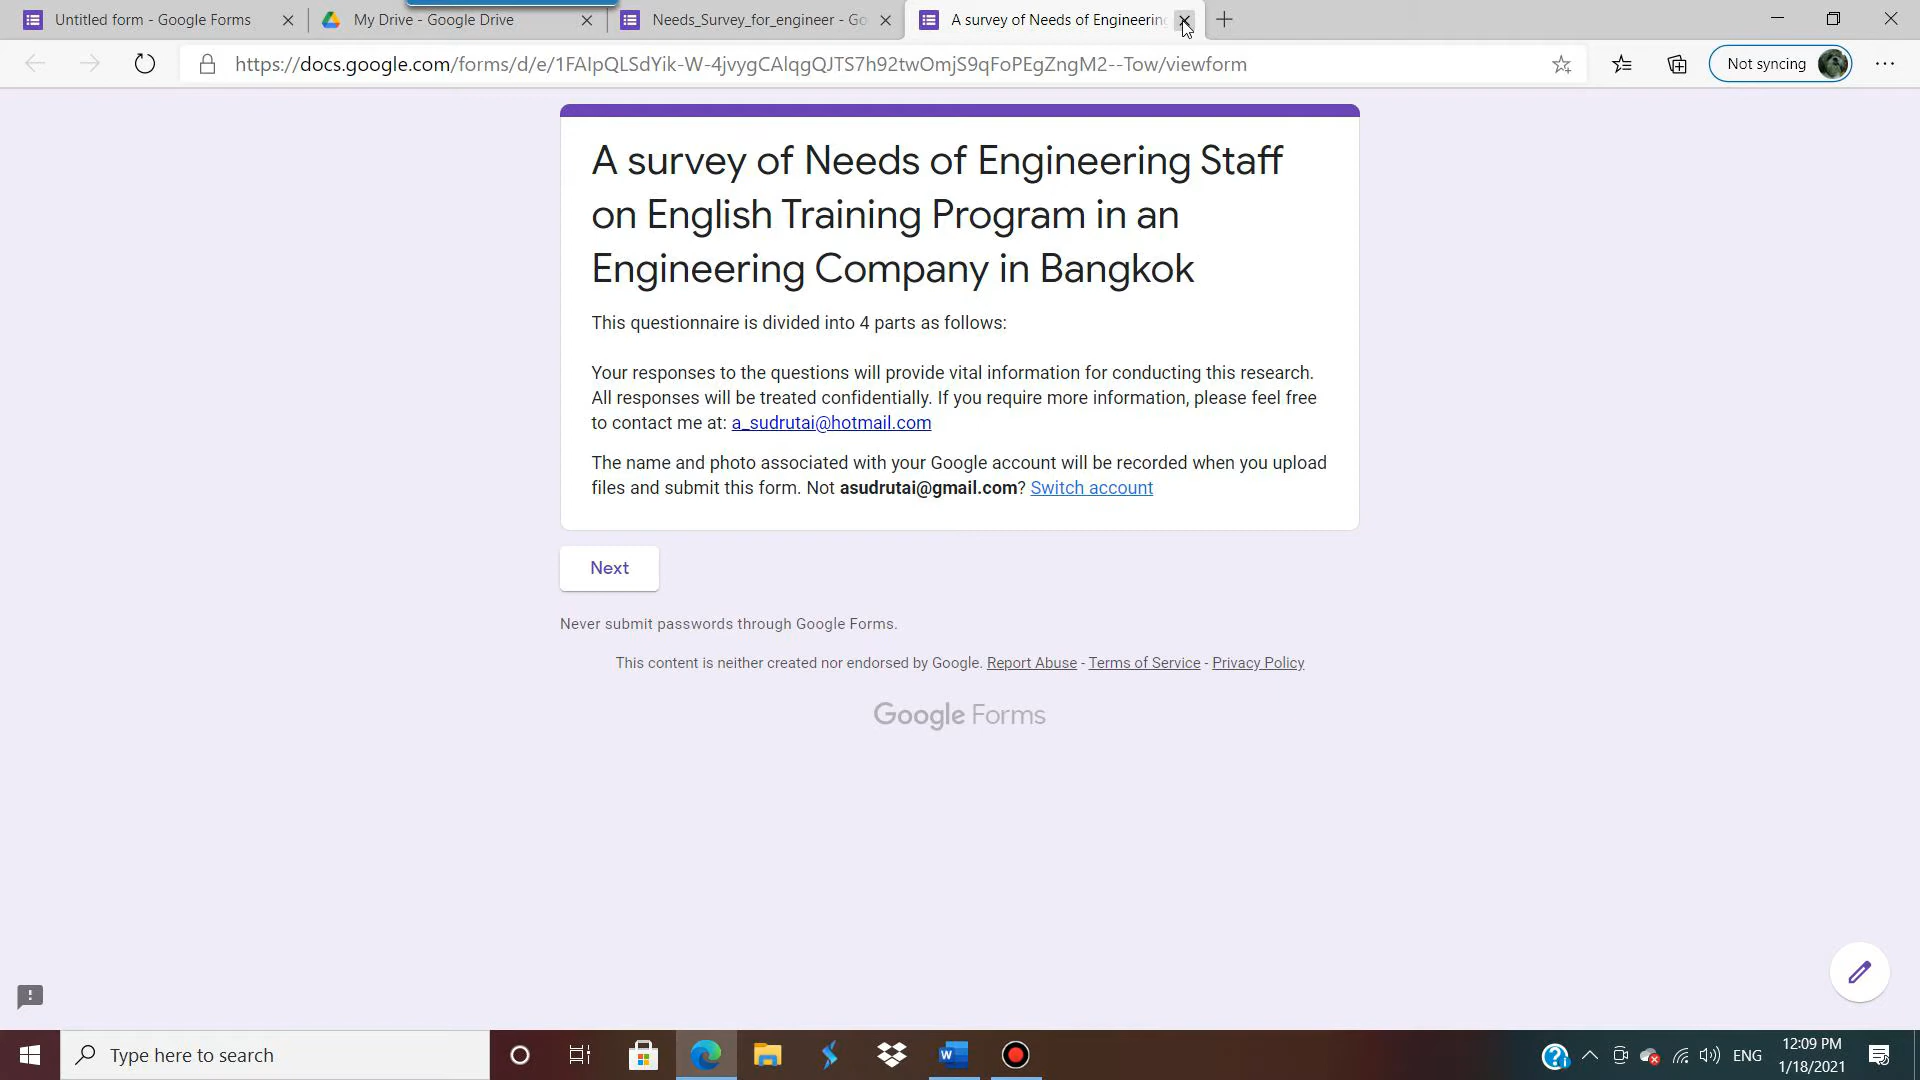 Untitled form - Google Forms
My Drive - Google Drive
Needs_Survey_for_engineer - Go
A survey of Needs of Engineerin
https://docs.google.com/forms/d/e/1FAIpQLSdYik-W-4jvygCAlqgQJTS7h92twOmjS9qFoPEgZngM2--Tow/viewform
Not syncing
A survey of Needs of Engineering Staff
on English Training Program in an
Engineering Company in Bangkok
This questionnaire is divided into 4 parts as follows:
Your responses to the questions will provide vital information for conducting this research.
All responses will be treated confidentially. If you require more information, please feel free
to contact me at: a_sudrutai@hotmail.com
The name and photo associated with your Google account will be recorded when you upload
files and submit this form. Not asudrutai@gmail.com? Switch account
Next
Never submit passwords through Google Forms.
This content is neither created nor endorsed by Google. Report Abuse - Terms of Service - Privacy Policy
Google Forms
Type here to search
ENG
12:09 PM
1/18/2021